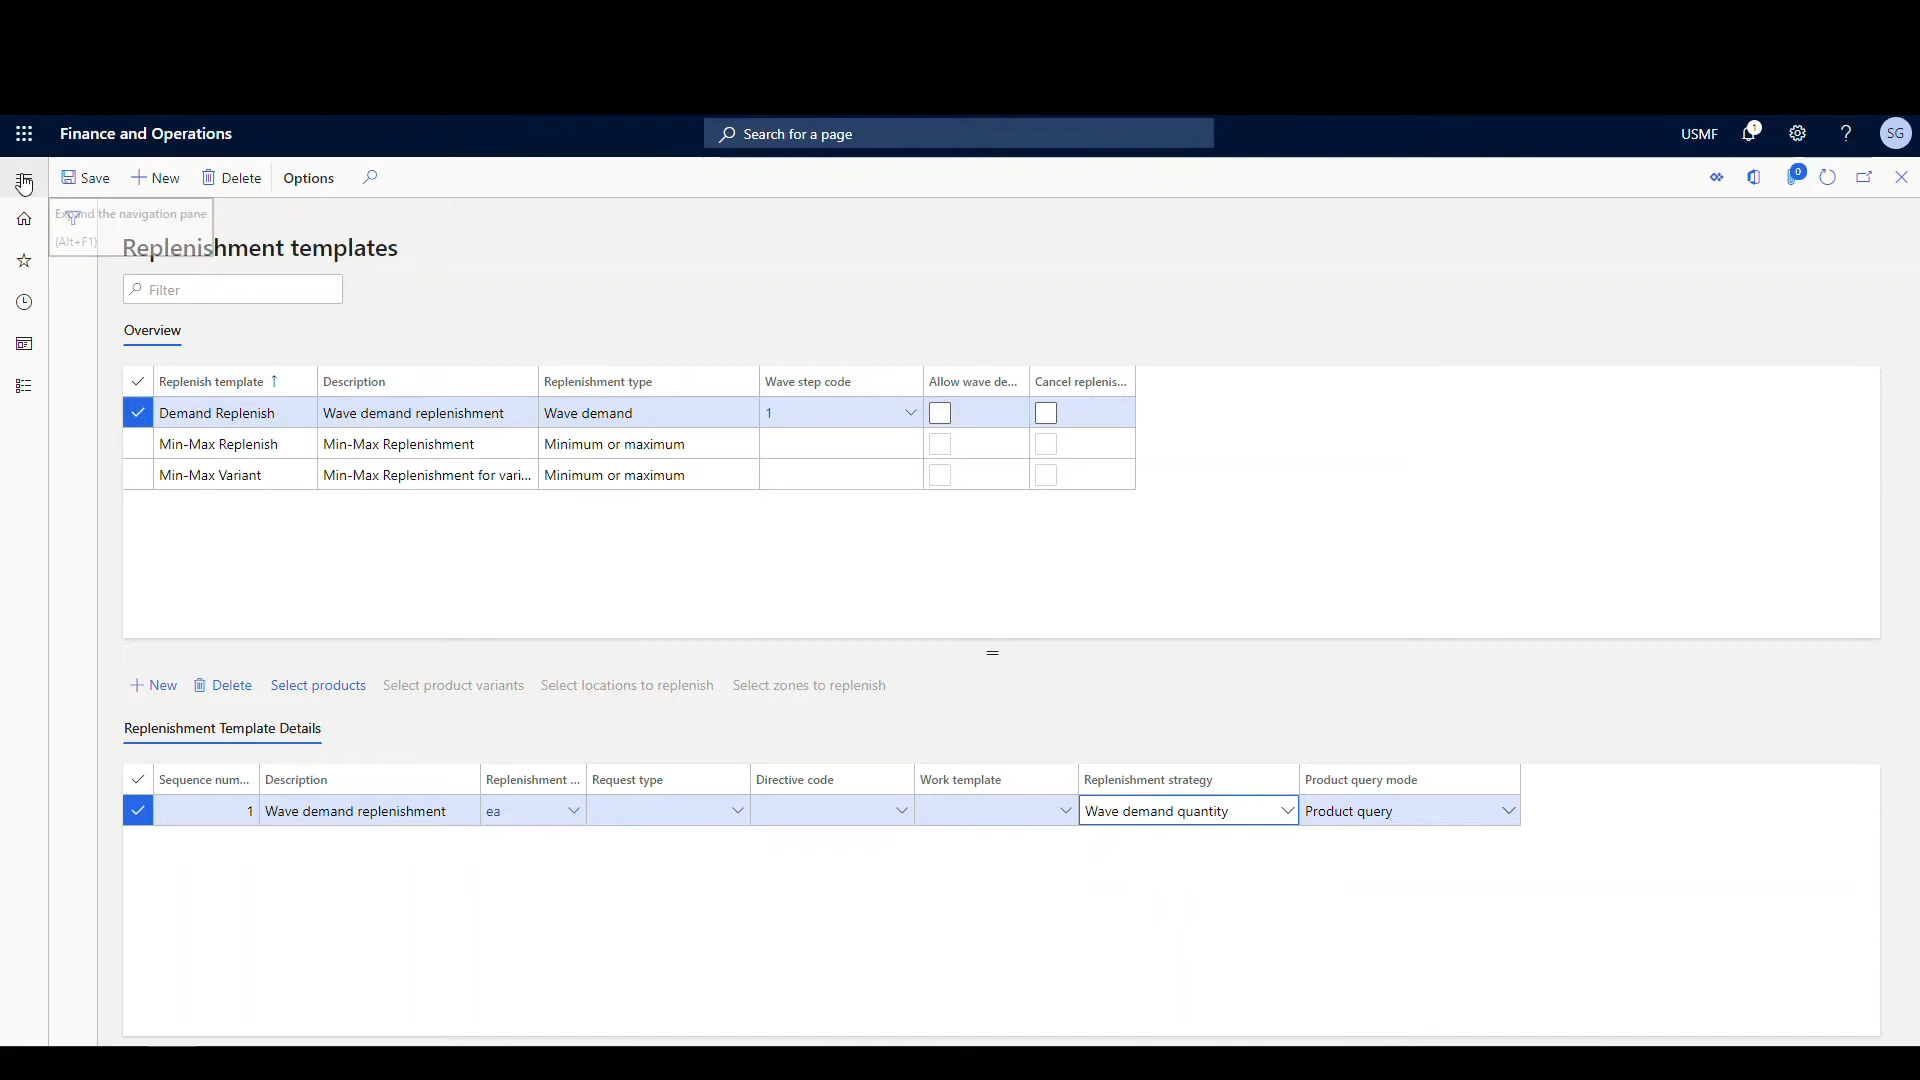 Finance and Operations
Search for a page
USMF
1
?
SG
Save
New
Delete
Options
0
Expand the navigation pane
(Alt+F1)
Replenishment templates
Filter
Overview
Replenish template Description Replenishment type Wave step code Allow wave de... Cancel replenis...
Demand Replenish Wave demand replenishment Wave demand 1
Min-Max Replenish Min-Max Replenishment Minimum or maximum
Min-Max Variant Min-Max Replenishment for vari... Minimum or maximum
New Delete Select products Select product variants Select locations to replenish Select zones to replenish
Replenishment Template Details
Sequence num... Description Replenishment ... Request type Directive code Work template Replenishment strategy Product query mode
1 Wave demand replenishment ea Wave demand quantity Product query